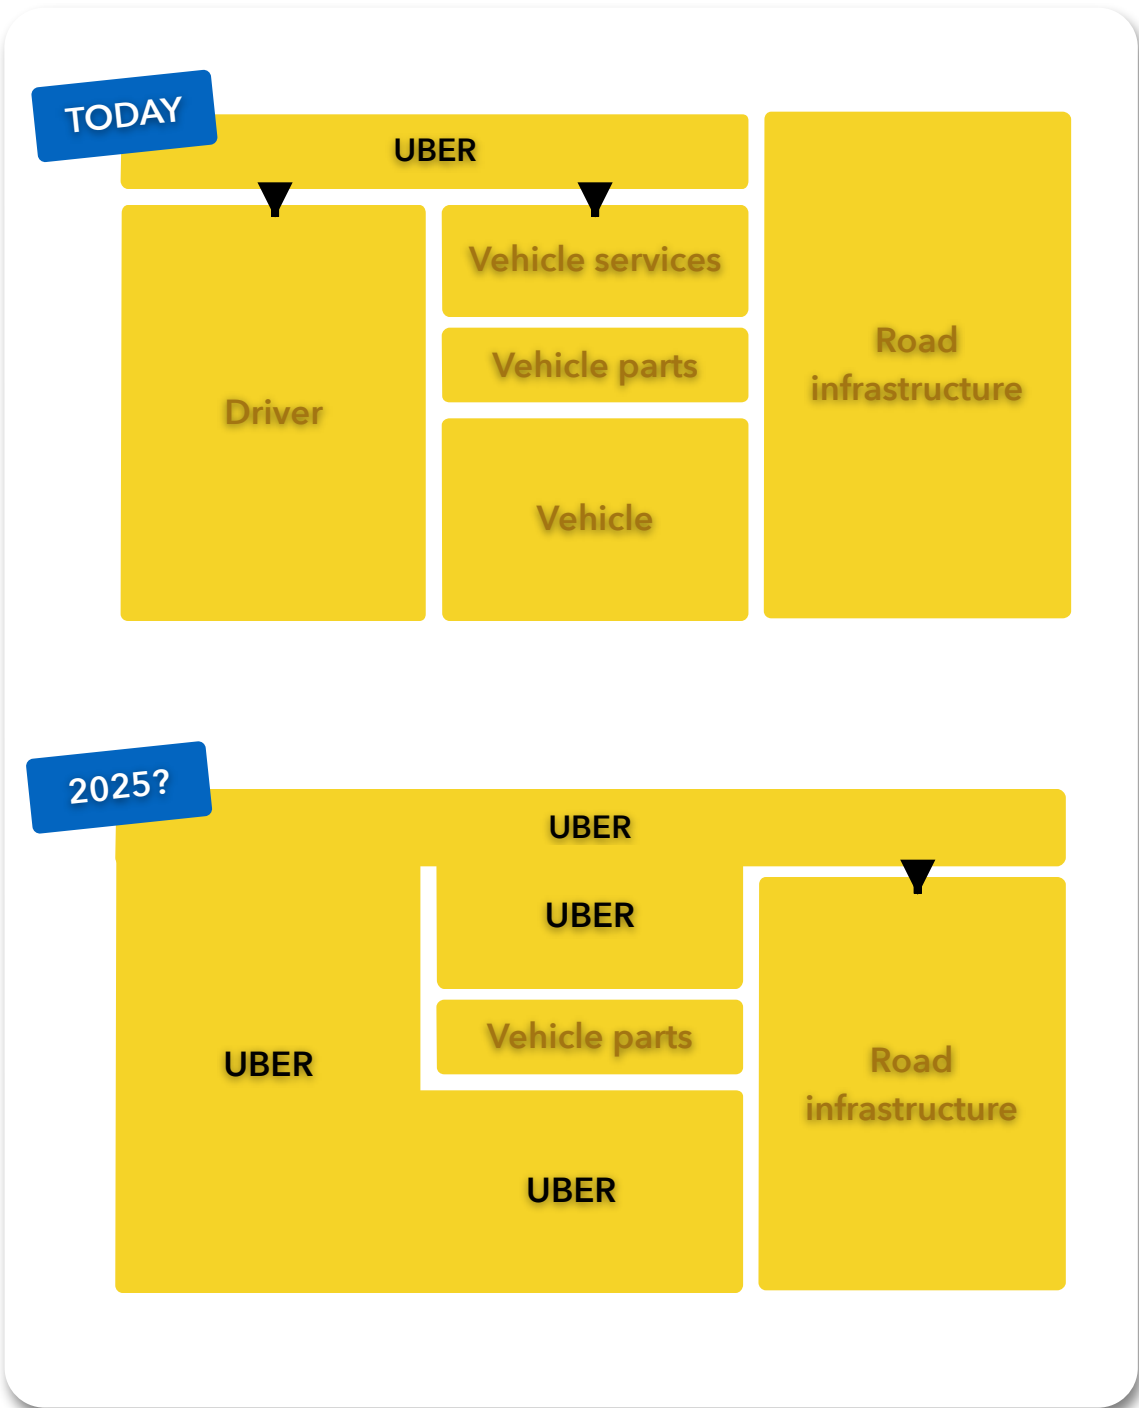 TODAY
UBER
Driver
Vehicle services
Vehicle parts
Vehicle
Road
infrastructure
2025?
UBER
UBER
UBER
Vehicle parts
UBER
Road
infrastructure